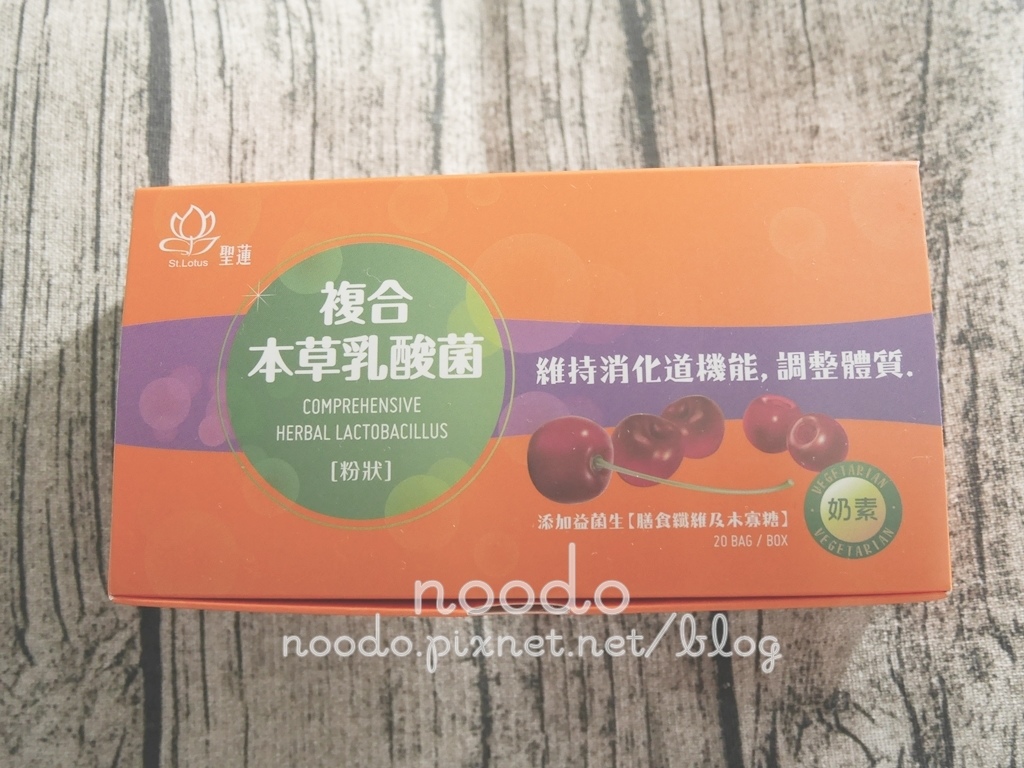 St.Lotus 聖蓮
複合
本草乳酸菌
COMPREHENSIVE
HERBAL LACTOBACILLUS
[粉狀]
維持消化道機能,調整體質.
添加益菌生【膳食纖維及木寡糖】
20 BAG / BOX
VEGETARIAN
奶素
VEGETARIAN
noodo
noodo.pixnet.net/blog